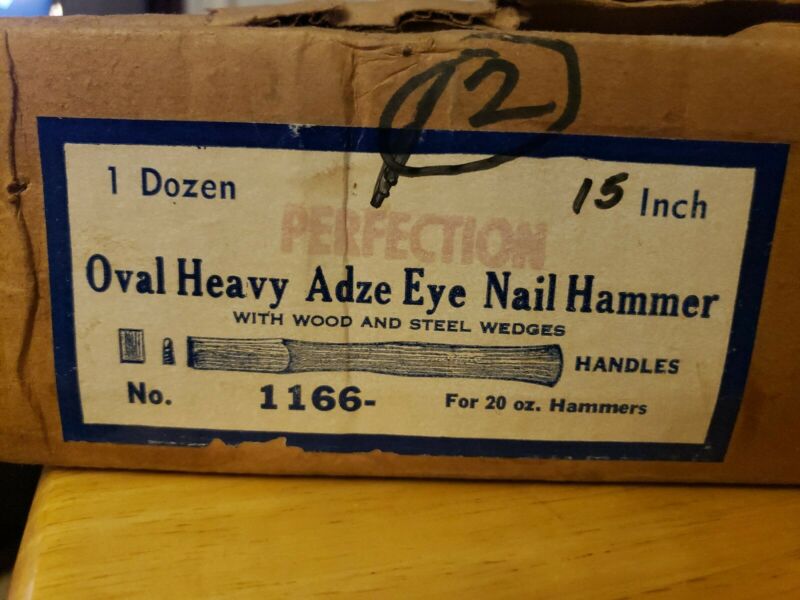 12
1 Dozen
15 Inch
PERFECTION
Oval Heavy Adze Eye Nail Hammer
WITH WOOD AND STEEL WEDGES
HANDLES
No. 1166-
For 20 oz. Hammers